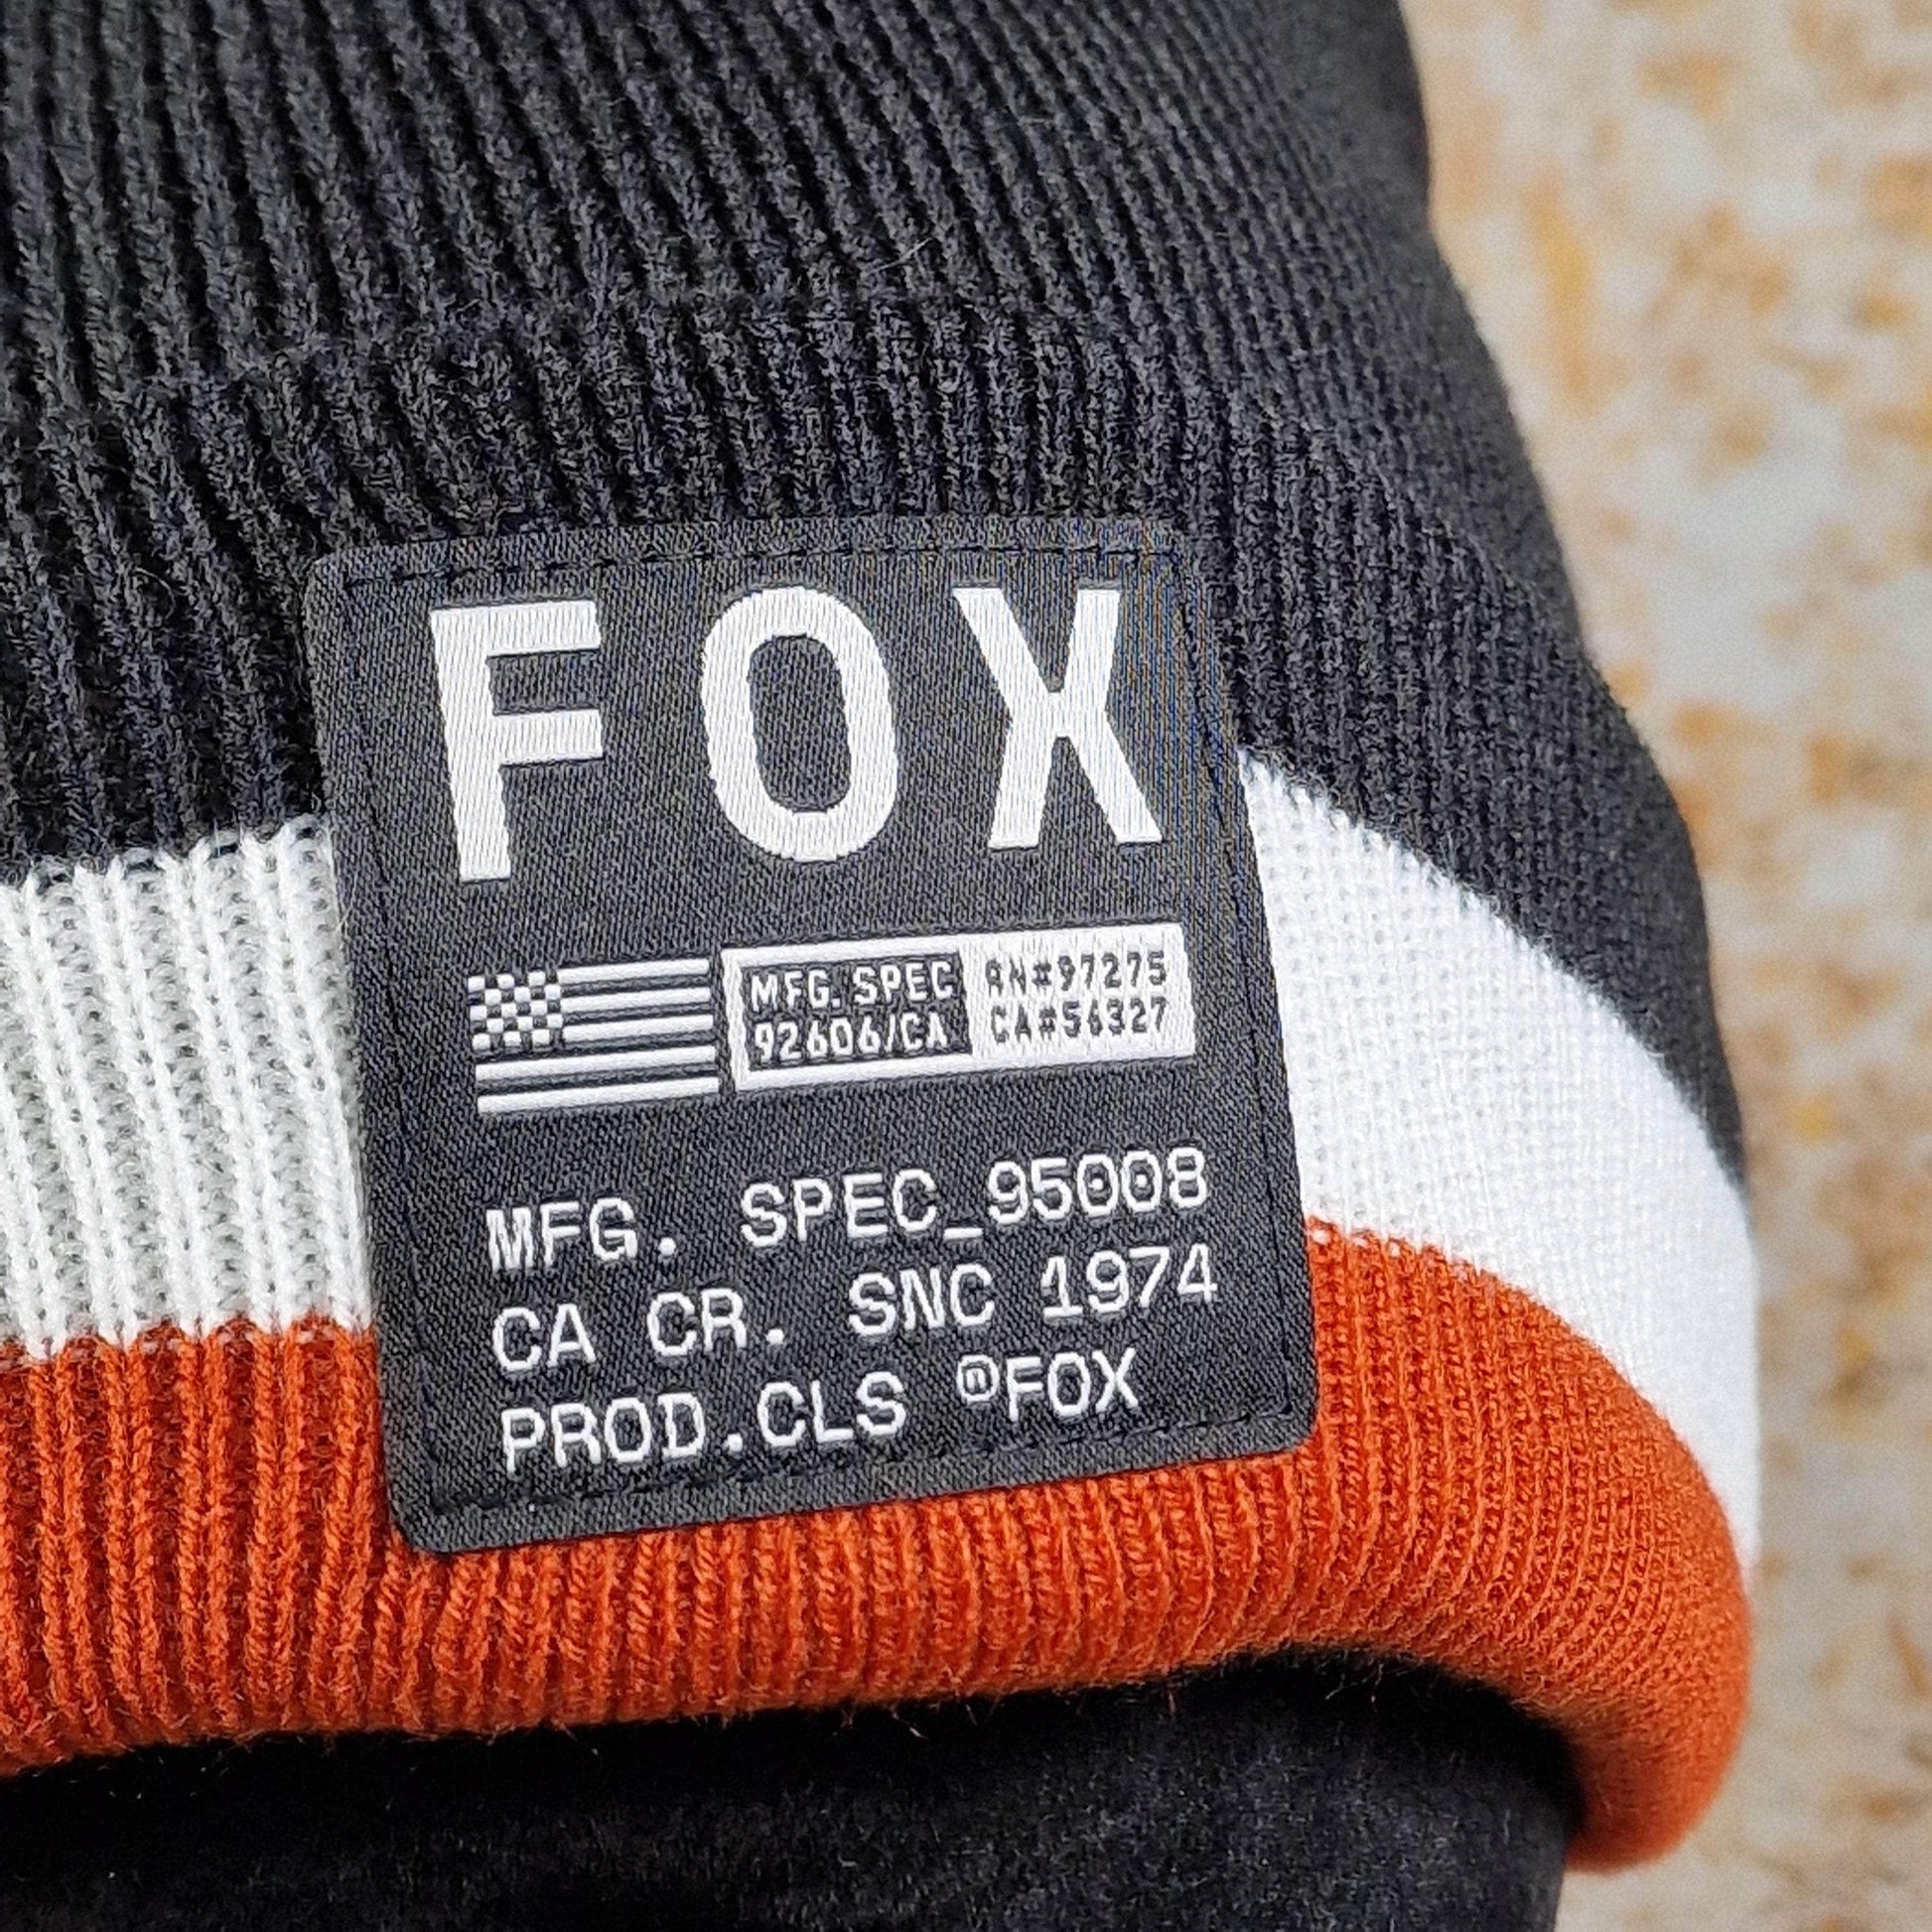 FOX
MFG. SPEC
92606/CA
RN#97275
CA#56327
MFG. SPEC_95008
CA CR. SNC 1974
PROD.CLS ®FOX